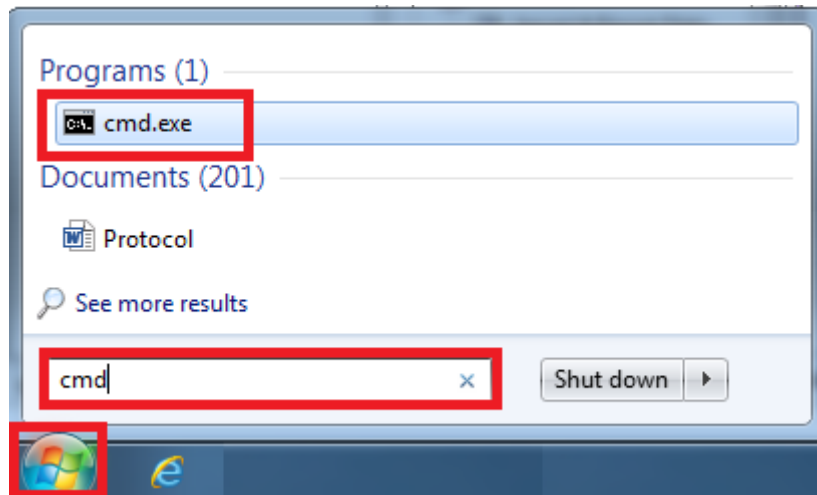 Programs (1)
cmd.exe
Documents (201)
Protocol
See more results
cmd
Shut down